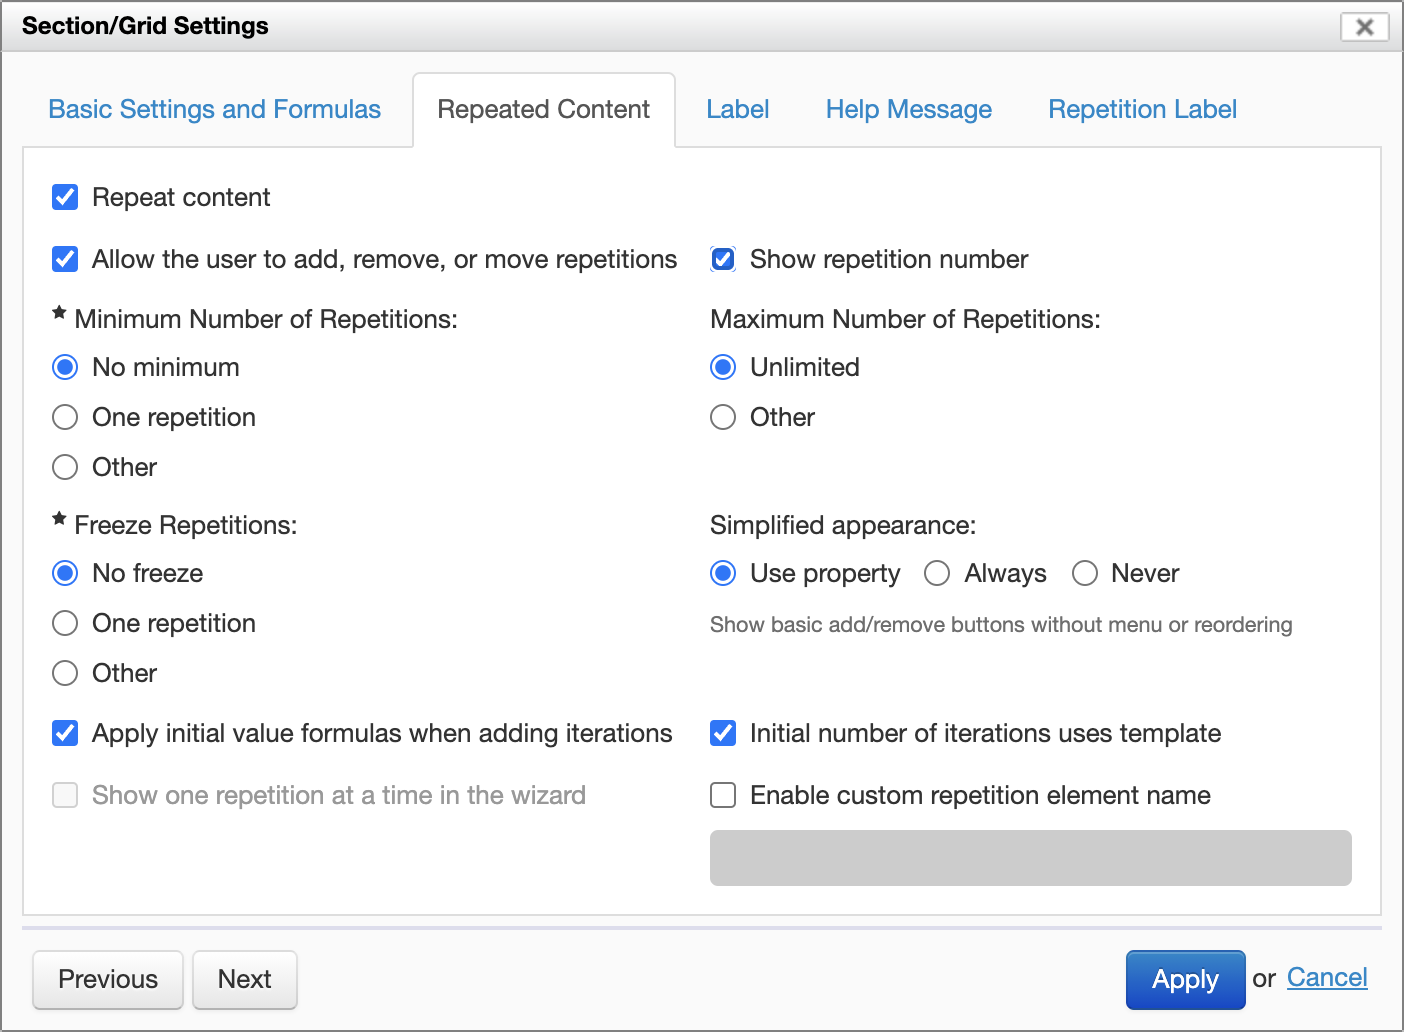 Section/Grid Settings
Basic Settings and Formulas
Repeated Content
Label
Help Message
Repetition Label
Repeat content
Allow the user to add, remove, or move repetitions
Show repetition number
★ Minimum Number of Repetitions:
No minimum
One repetition
Other
Maximum Number of Repetitions:
Unlimited
Other
★ Freeze Repetitions:
No freeze
One repetition
Other
Simplified appearance:
Use property
Always
Never
Show basic add/remove buttons without menu or reordering
Apply initial value formulas when adding iterations
Initial number of iterations uses template
Show one repetition at a time in the wizard
Enable custom repetition element name
Previous
Next
Apply or Cancel